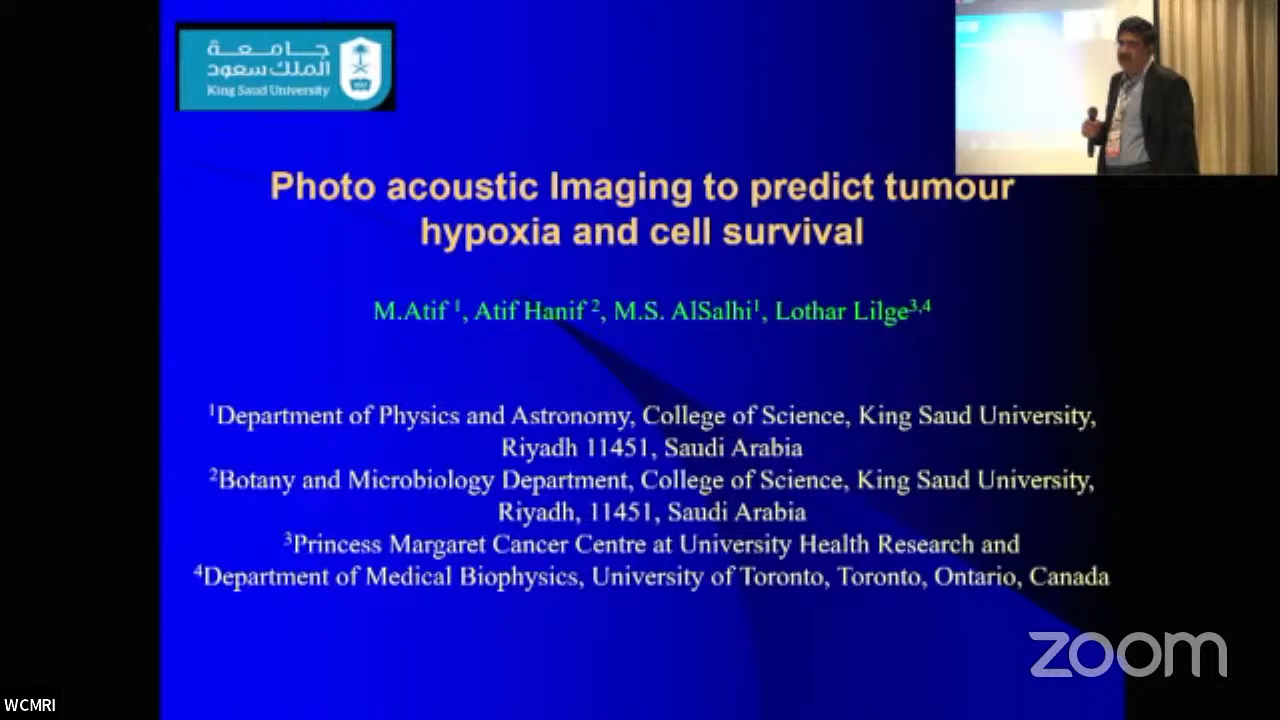 جامعة
الملك سعود
King Saud University
Photo acoustic Imaging to predict tumour
hypoxia and cell survival
M.Atif ¹, Atif Hanif ², M.S. AlSalhi¹, Lothar Lilge³,⁴
¹Department of Physics and Astronomy, College of Science, King Saud University,
Riyadh 11451, Saudi Arabia
²Botany and Microbiology Department, College of Science, King Saud University,
Riyadh, 11451, Saudi Arabia
³Princess Margaret Cancer Centre at University Health Research and
⁴Department of Medical Biophysics, University of Toronto, Toronto, Ontario, Canada
zoom
WCMRI